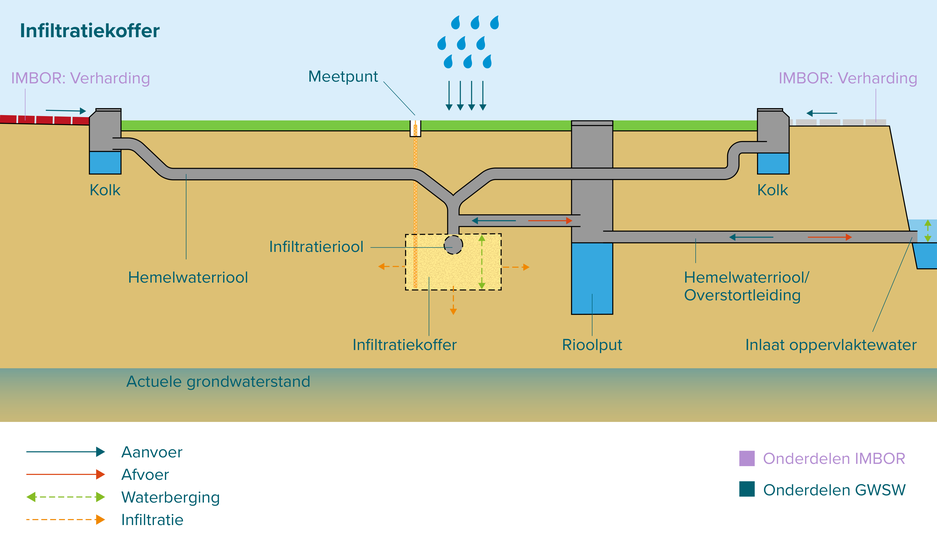 Infiltratiekoffer
IMBOR: Verharding
Meetpunt
IMBOR: Verharding
Kolk
Kolk
Infiltratieriool
Hemelwaterriool
Hemelwaterriool/
Overstortleiding
Infiltratiekoffer
Rioolput
Inlaat oppervlaktewater
Actuele grondwaterstand
Aanvoer
Afvoer
Waterberging
Infiltratie
Onderdelen IMBOR
Onderdelen GWSW